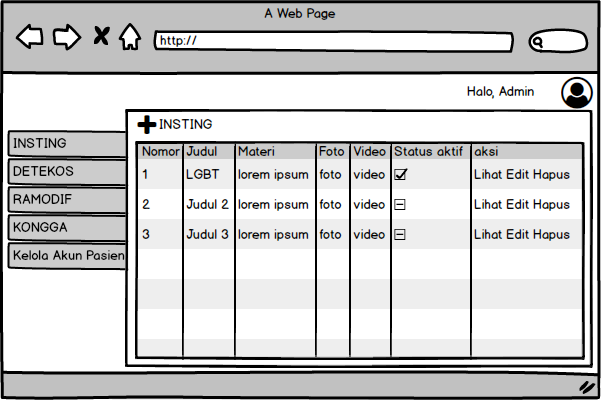 A Web Page
http://
Halo, Admin
INSTING
INSTING
DETEKOS
RAMODIF
KONGGA
Kelola Akun Pasien
Nomor Judul Materi Foto Video Status aktif aksi
1 LGBT lorem ipsum foto video Lihat Edit Hapus
2 Judul 2 lorem ipsum foto video Lihat Edit Hapus
3 Judul 3 lorem ipsum foto video Lihat Edit Hapus